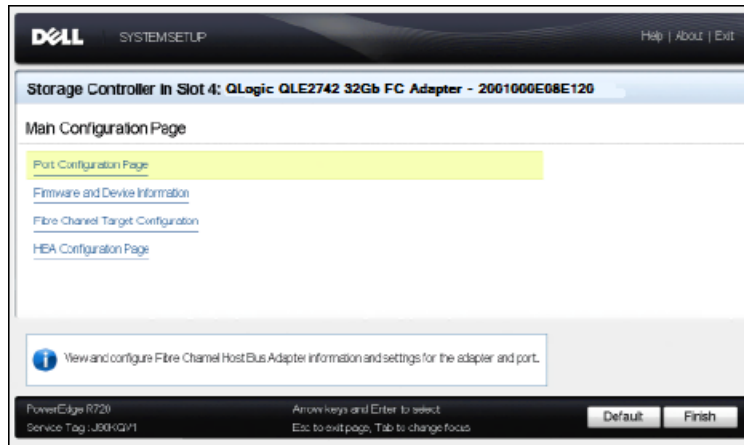 DELL SYSTEM SETUP Help | About | Exit
Storage Controller in Slot 4: QLogic QLE2742 32Gb FC Adapter - 2001000E08E120
Main Configuration Page
Port Configuration Page
Firmware and Device Information
Fibre Channel Target Configuration
HBA Configuration Page
View and configure Fibre Channel Host Bus Adapter information and settings for the adapter and port.
PowerEdge R720 Arrow keys and Enter to select
Service Tag : Esc to exit page, Tab to change focus
Default Finish